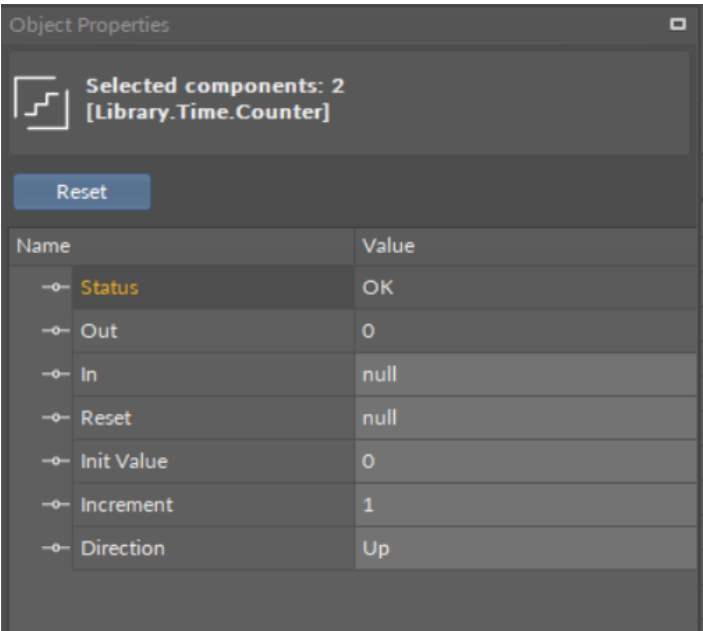 Object Properties
Selected components: 2
[Library.Time.Counter]
Reset
Name Value
Status OK
Out 0
In null
Reset null
Init Value 0
Increment 1
Direction Up